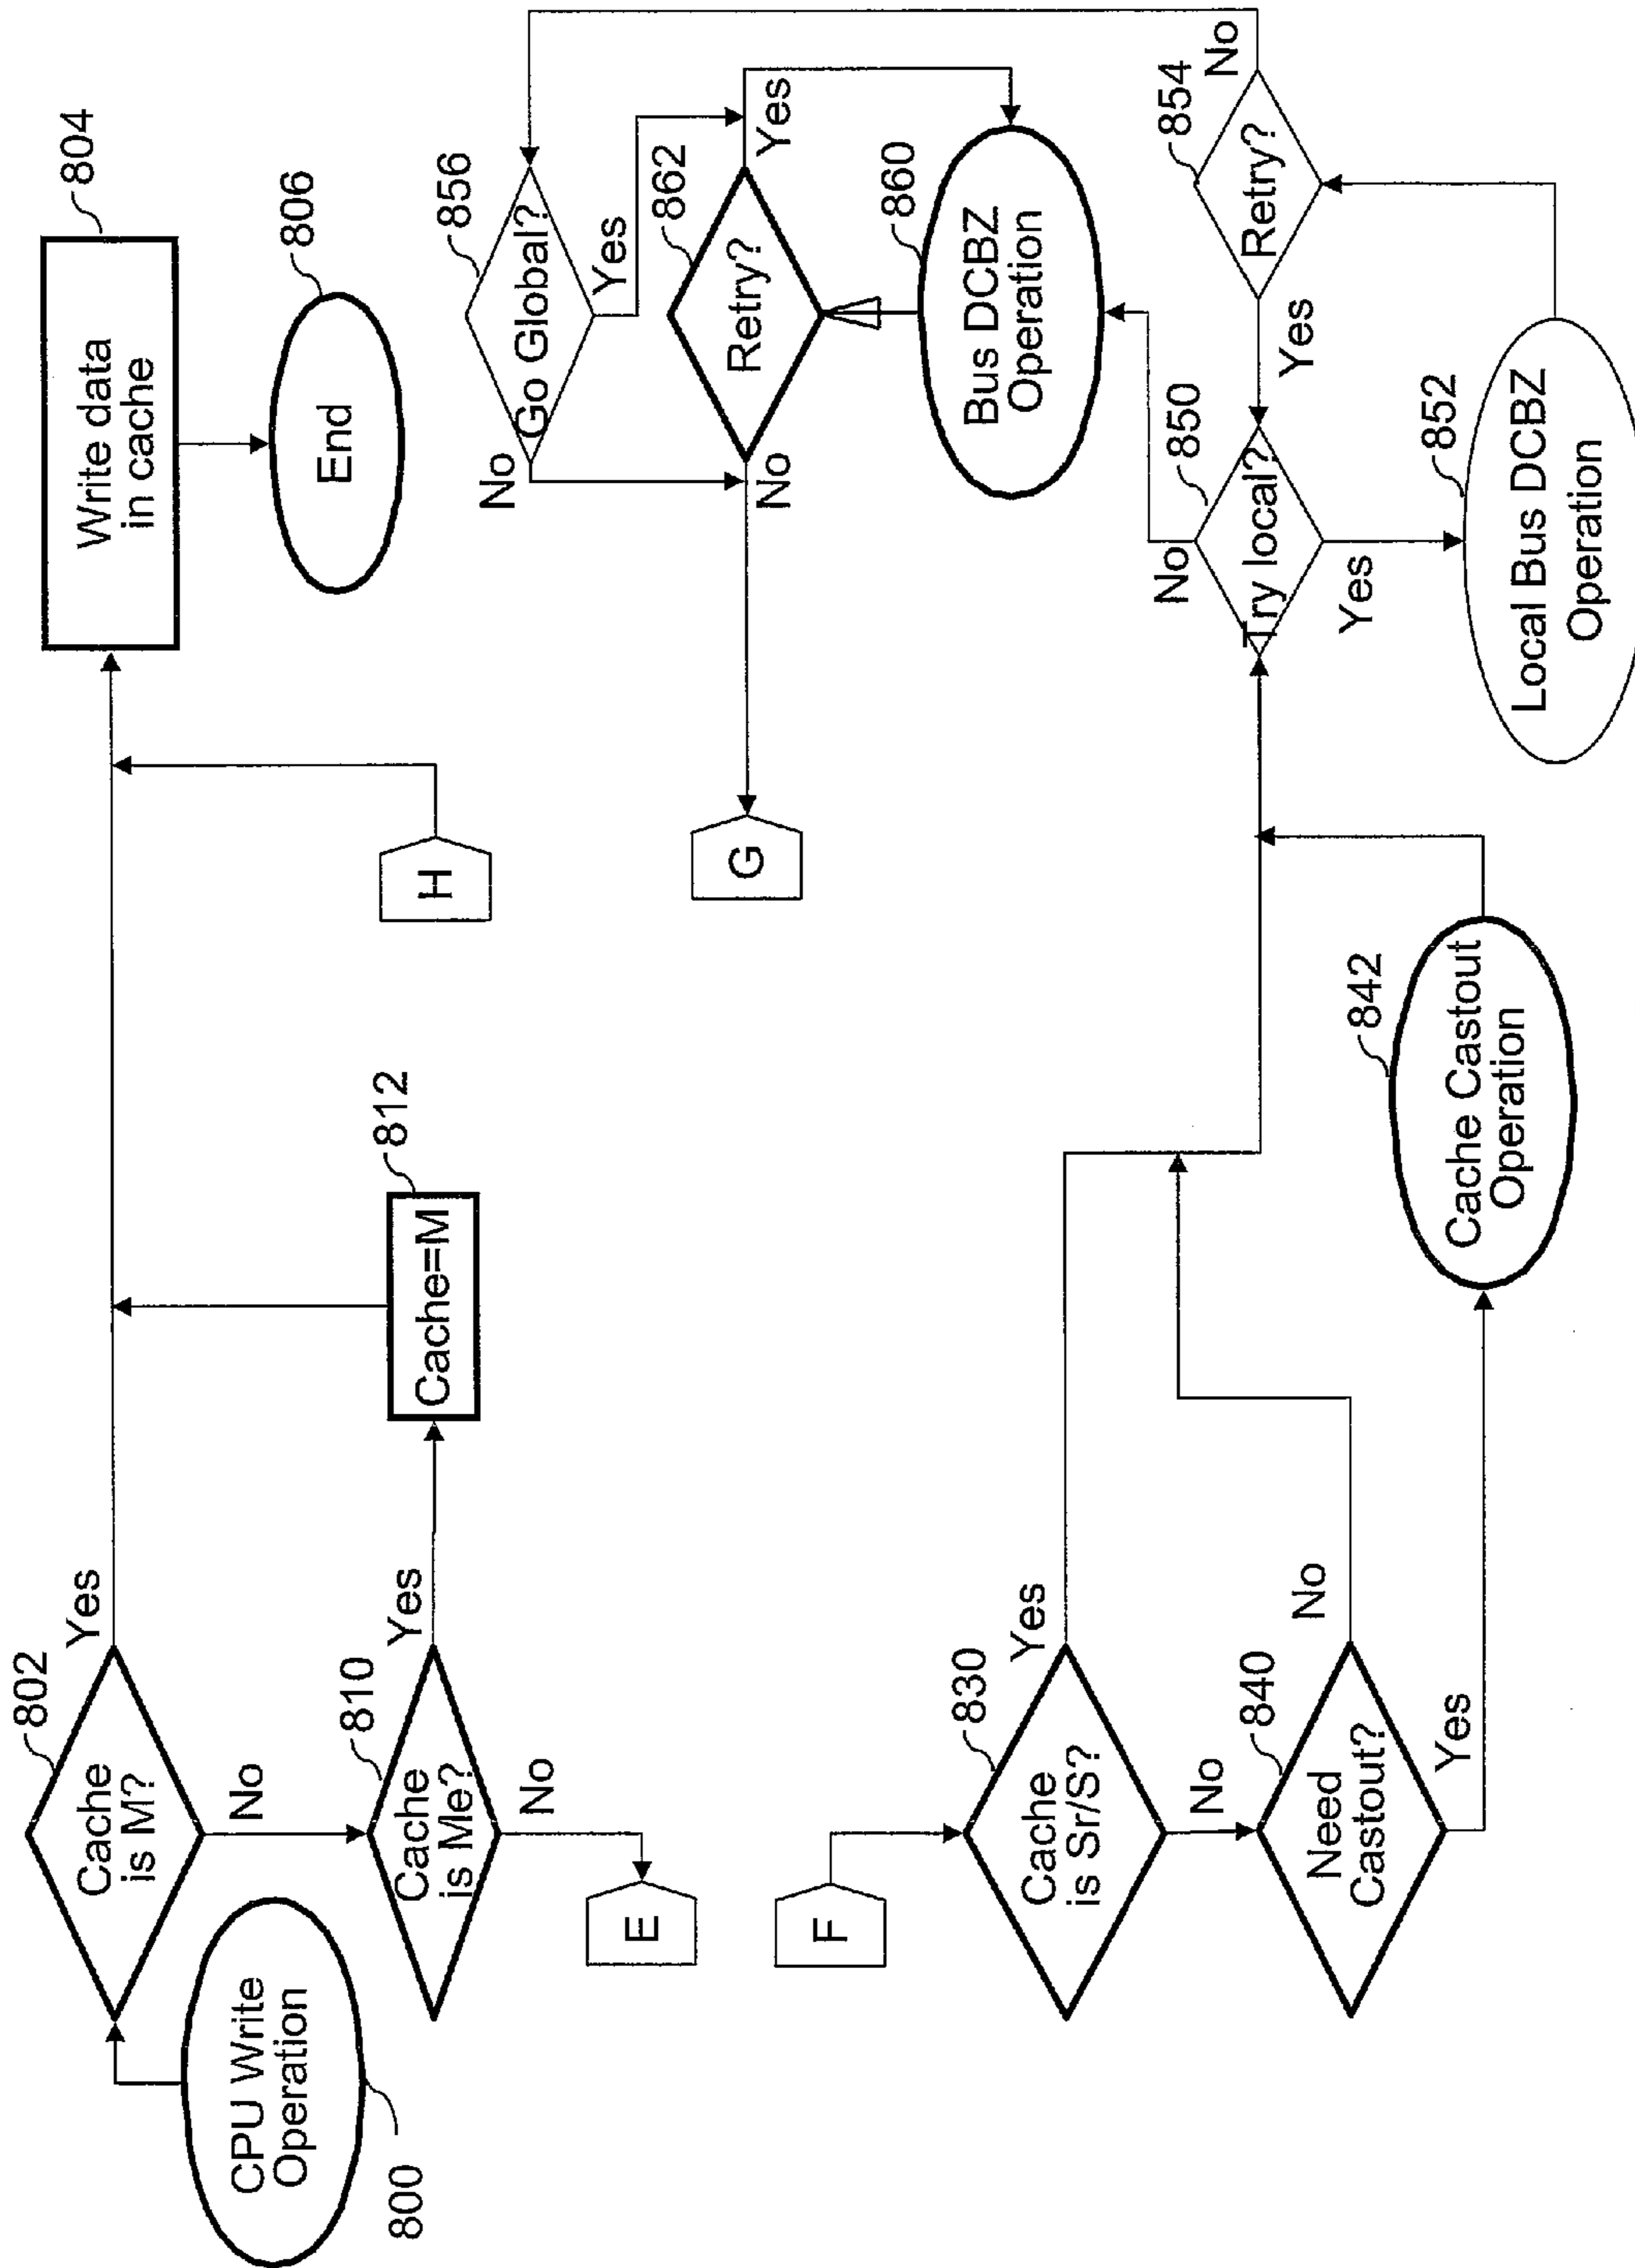 800
CPU Write
Operation
802
Cache
is M?
Yes
No
804
Write data
in cache
806
End
810
Cache
is Me?
Yes
No
812
Cache=M
E
H
856
Go Global?
No
Yes
862
Retry?
No
Yes
G
860
Bus DCBZ
Operation
F
830
Cache
is Sr/S?
Yes
No
840
Need
Castout?
No
Yes
842
Cache Castout
Operation
850
Try local?
No
Yes
852
Local Bus DCBZ
Operation
854
Retry?
No
Yes